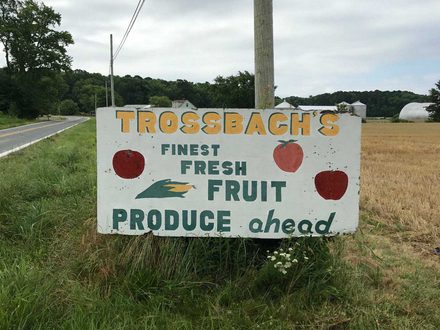 TROSSBACH'S
FINEST
FRESH
FRUIT
PRODUCE ahead